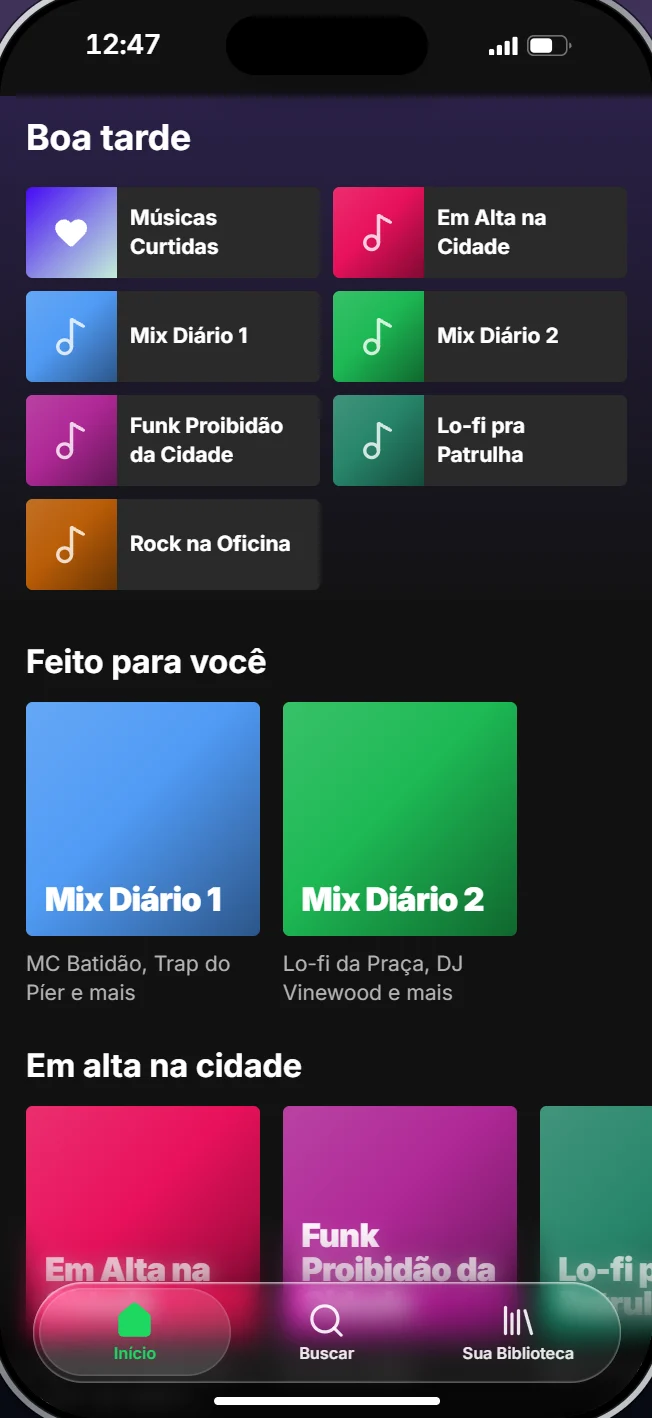 12:47
Boa tarde
Músicas
Curtidas
Em Alta na
Cidade
Mix Diário 1
Mix Diário 2
Funk Proibidão
da Cidade
Lo-fi pra
Patrulha
Rock na Oficina
Feito para você
Mix Diário 1
Mix Diário 2
MC Batidão, Trap do
Píer e mais
Lo-fi da Praça, DJ
Vinewood e mais
Em alta na cidade
Em Alta na
Funk
Proibidão da
Lo-fi p
Início
Buscar
Sua Biblioteca